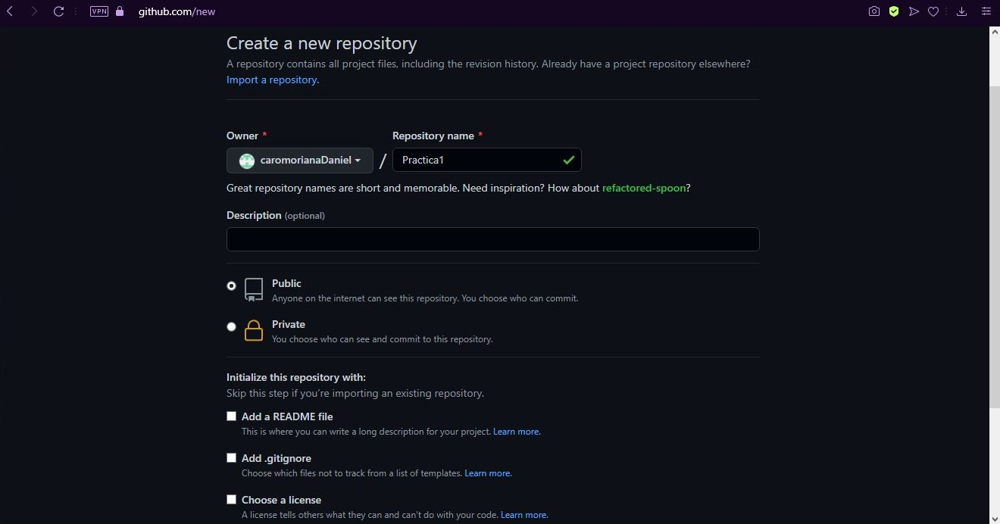 VPN github.com/new
Create a new repository
A repository contains all project files, including the revision history. Already have a project repository elsewhere?
Import a repository.
Owner * Repository name *
caromorianaDaniel / Practica1
Great repository names are short and memorable. Need inspiration? How about refactored-spoon?
Description (optional)
Public
Anyone on the internet can see this repository. You choose who can commit.
Private
You choose who can see and commit to this repository.
Initialize this repository with:
Skip this step if you're importing an existing repository.
Add a README file
This is where you can write a long description for your project. Learn more.
Add .gitignore
Choose which files not to track from a list of templates. Learn more.
Choose a license
A license tells others what they can and can't do with your code. Learn more.